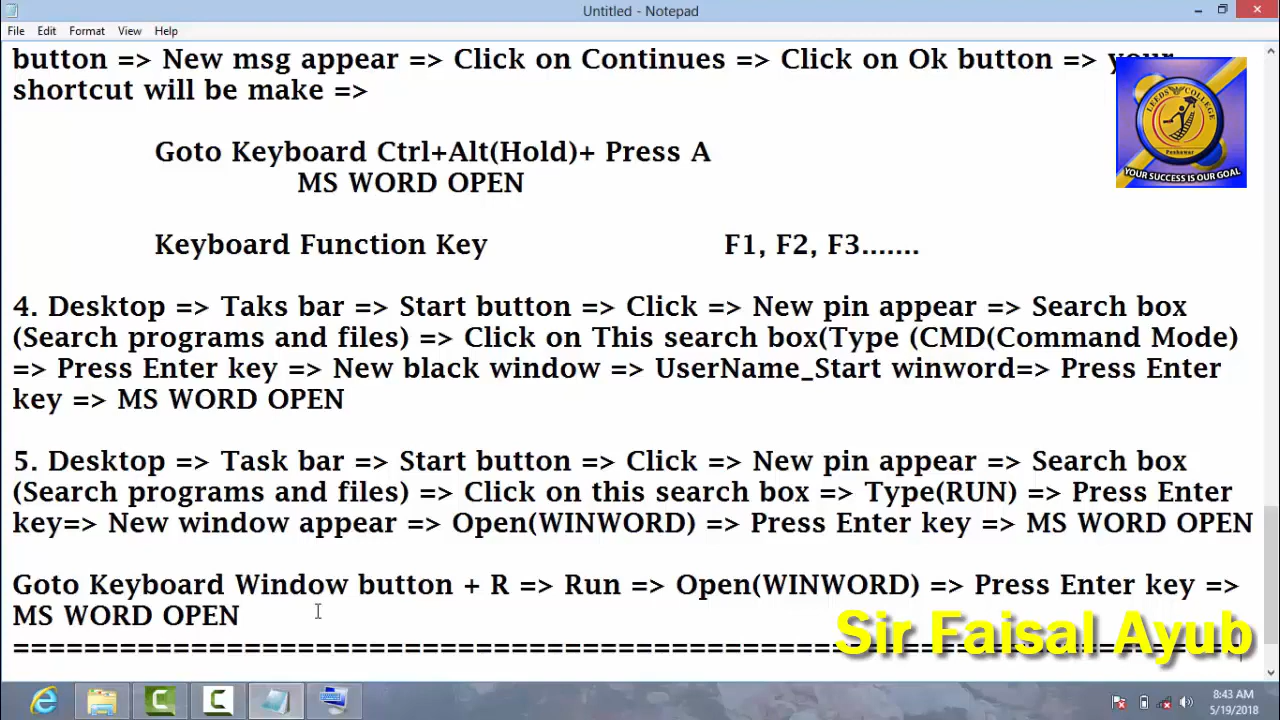 Untitled - Notepad
File Edit Format View Help
button => New msg appear => Click on Continues => Click on Ok button => your
shortcut will be make =>
LEEDS COLLEGE
Peshawar
YOUR SUCCESS IS OUR GOAL
Goto Keyboard Ctrl+Alt(Hold)+ Press A
MS WORD OPEN
Keyboard Function Key F1, F2, F3.......
4. Desktop => Taks bar => Start button => Click => New pin appear => Search box
(Search programs and files) => Click on This search box(Type (CMD(Command Mode)
=> Press Enter key => New black window => UserName_Start winword=> Press Enter
key => MS WORD OPEN
5. Desktop => Task bar => Start button => Click => New pin appear => Search box
(Search programs and files) => Click on this search box => Type(RUN) => Press Enter
key=> New window appear => Open(WINWORD) => Press Enter key => MS WORD OPEN
Goto Keyboard Window button + R => Run => Open(WINWORD) => Press Enter key =>
MS WORD OPEN
Sir Faisal Ayub
8:43 AM
5/19/2018